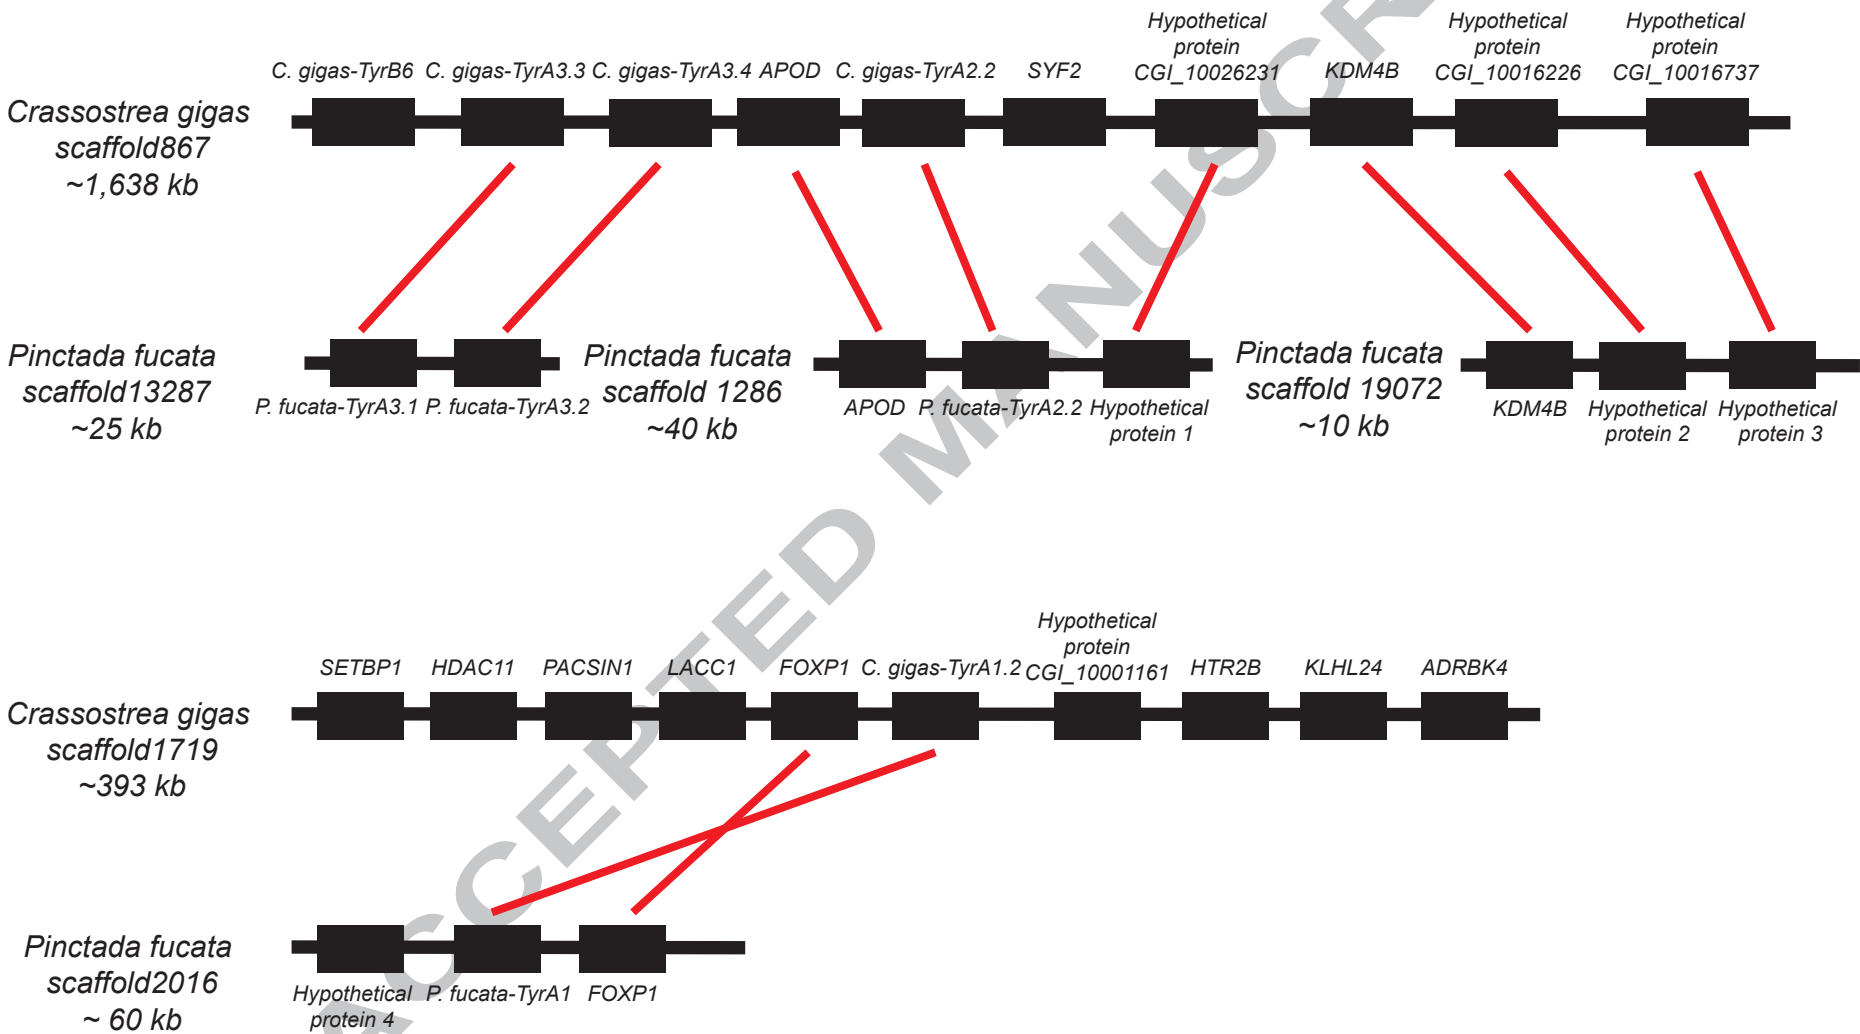 Hypothetical
protein
CGI_10026231
Hypothetical
protein
CGI_10016226
Hypothetical
protein
CGI_10016737
C. gigas-TyrB6 C. gigas-TyrA3.3 C. gigas-TyrA3.4 APOD C. gigas-TyrA2.2 SYF2 KDM4B
Crassostrea gigas
scaffold867
~1,638 kb
Pinctada fucata
scaffold13287
~25 kb
P. fucata-TyrA3.1 P. fucata-TyrA3.2
Pinctada fucata
scaffold 1286
~40 kb
APOD P. fucata-TyrA2.2 Hypothetical
protein 1
Pinctada fucata
scaffold 19072
~10 kb
KDM4B Hypothetical
protein 2
Hypothetical
protein 3
Hypothetical
protein
CGI_10001161
SETBP1 HDAC11 PACSIN1 LACC1 FOXP1 C. gigas-TyrA1.2 HTR2B KLHL24 ADRBK4
Crassostrea gigas
scaffold1719
~393 kb
Pinctada fucata
scaffold2016
~ 60 kb
Hypothetical
protein 4
P. fucata-TyrA1 FOXP1
ACCEPTED MANUSCR